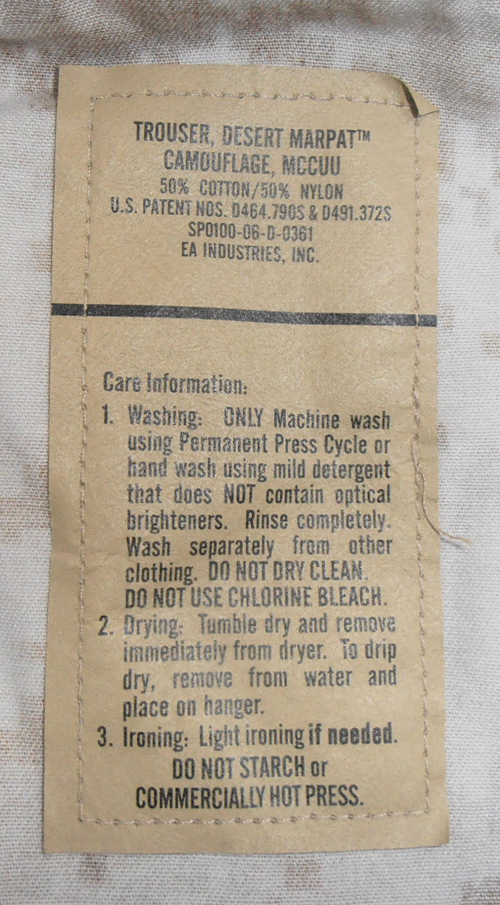 TROUSER, DESERT MARPAT™
CAMOUFLAGE, MCCUU
50% COTTON/50% NYLON
U.S. PATENT NOS. D464.790S & D491.372S
SPO100-06-D-0361
EA INDUSTRIES, INC.
Care Information:
1. Washing: ONLY Machine wash
using Permanent Press Cycle or
hand wash using mild detergent
that does NOT contain optical
brighteners. Rinse completely.
Wash separately from other
clothing. DO NOT DRY CLEAN.
DO NOT USE CHLORINE BLEACH.
2. Drying: Tumble dry and remove
immediately from dryer. To drip
dry, remove from water and
place on hanger.
3. Ironing: Light ironing if needed.
DO NOT STARCH or
COMMERCIALLY HOT PRESS.